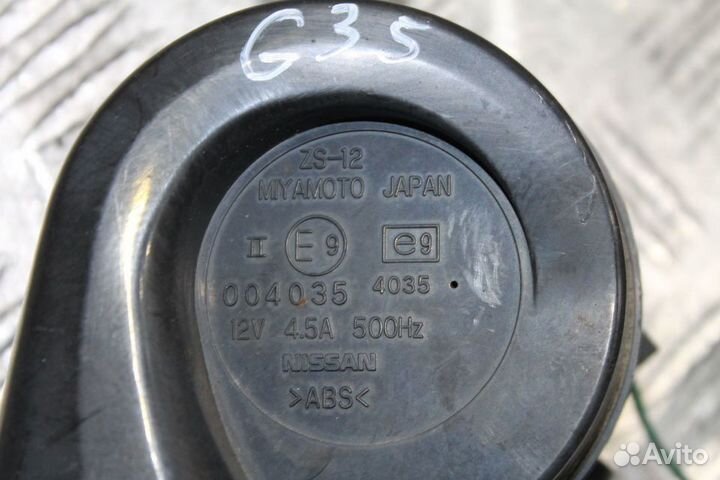 G35
ZS-12
MIYAMOTO JAPAN
II E9 e9
004035 4035
12V 4.5A 500Hz
NISSAN
>ABS<
Avito